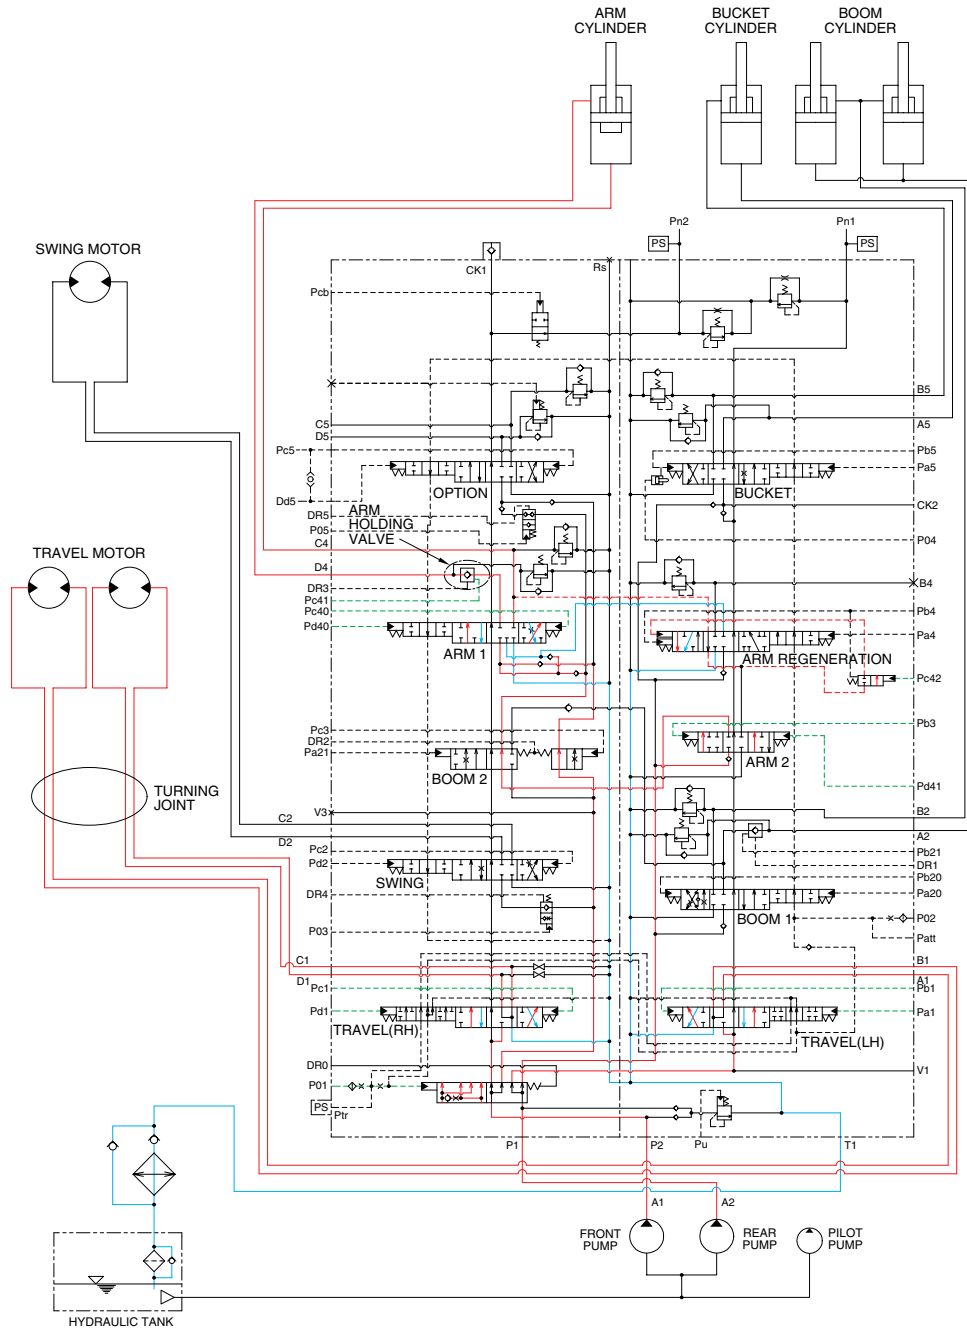 ARM
CYLINDER
BUCKET
CYLINDER
BOOM
CYLINDER
SWING MOTOR
Pn2
Pn1
PS
PS
CK1
Rs
Pcb
B5
C5
D5
A5
Pc5
Pb5
OPTION
BUCKET
Pa5
Dd5
ARM
HOLDING
VALVE
DR5
P05
C4
CK2
P04
TRAVEL MOTOR
D4
DR3
Pc41
Pc40
Pd40
B4
Pb4
Pa4
ARM 1
ARM REGENERATION
Pc42
Pc3
DR2
Pa21
Pb3
BOOM 2
ARM 2
Pd41
TURNING
JOINT
C2
V3
D2
B2
A2
Pc2
Pd2
Pb21
DR1
SWING
Pb20
Pa20
DR4
BOOM 1
P02
P03
Patt
C1
D1
B1
A1
Pc1
Pb1
Pd1
Pa1
TRAVEL(RH)
TRAVEL(LH)
DR0
V1
P01
PS
Ptr
P1
P2
Pu
T1
A1
A2
FRONT
PUMP
REAR
PUMP
PILOT
PUMP
HYDRAULIC TANK